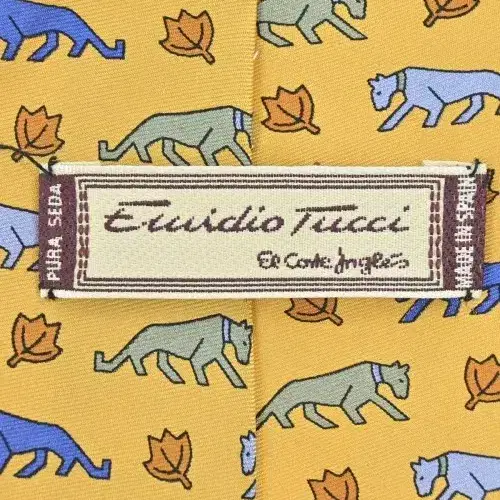 PURA SEDA
Emidio Tucci
El Corte Inglés
MADE IN SPAIN